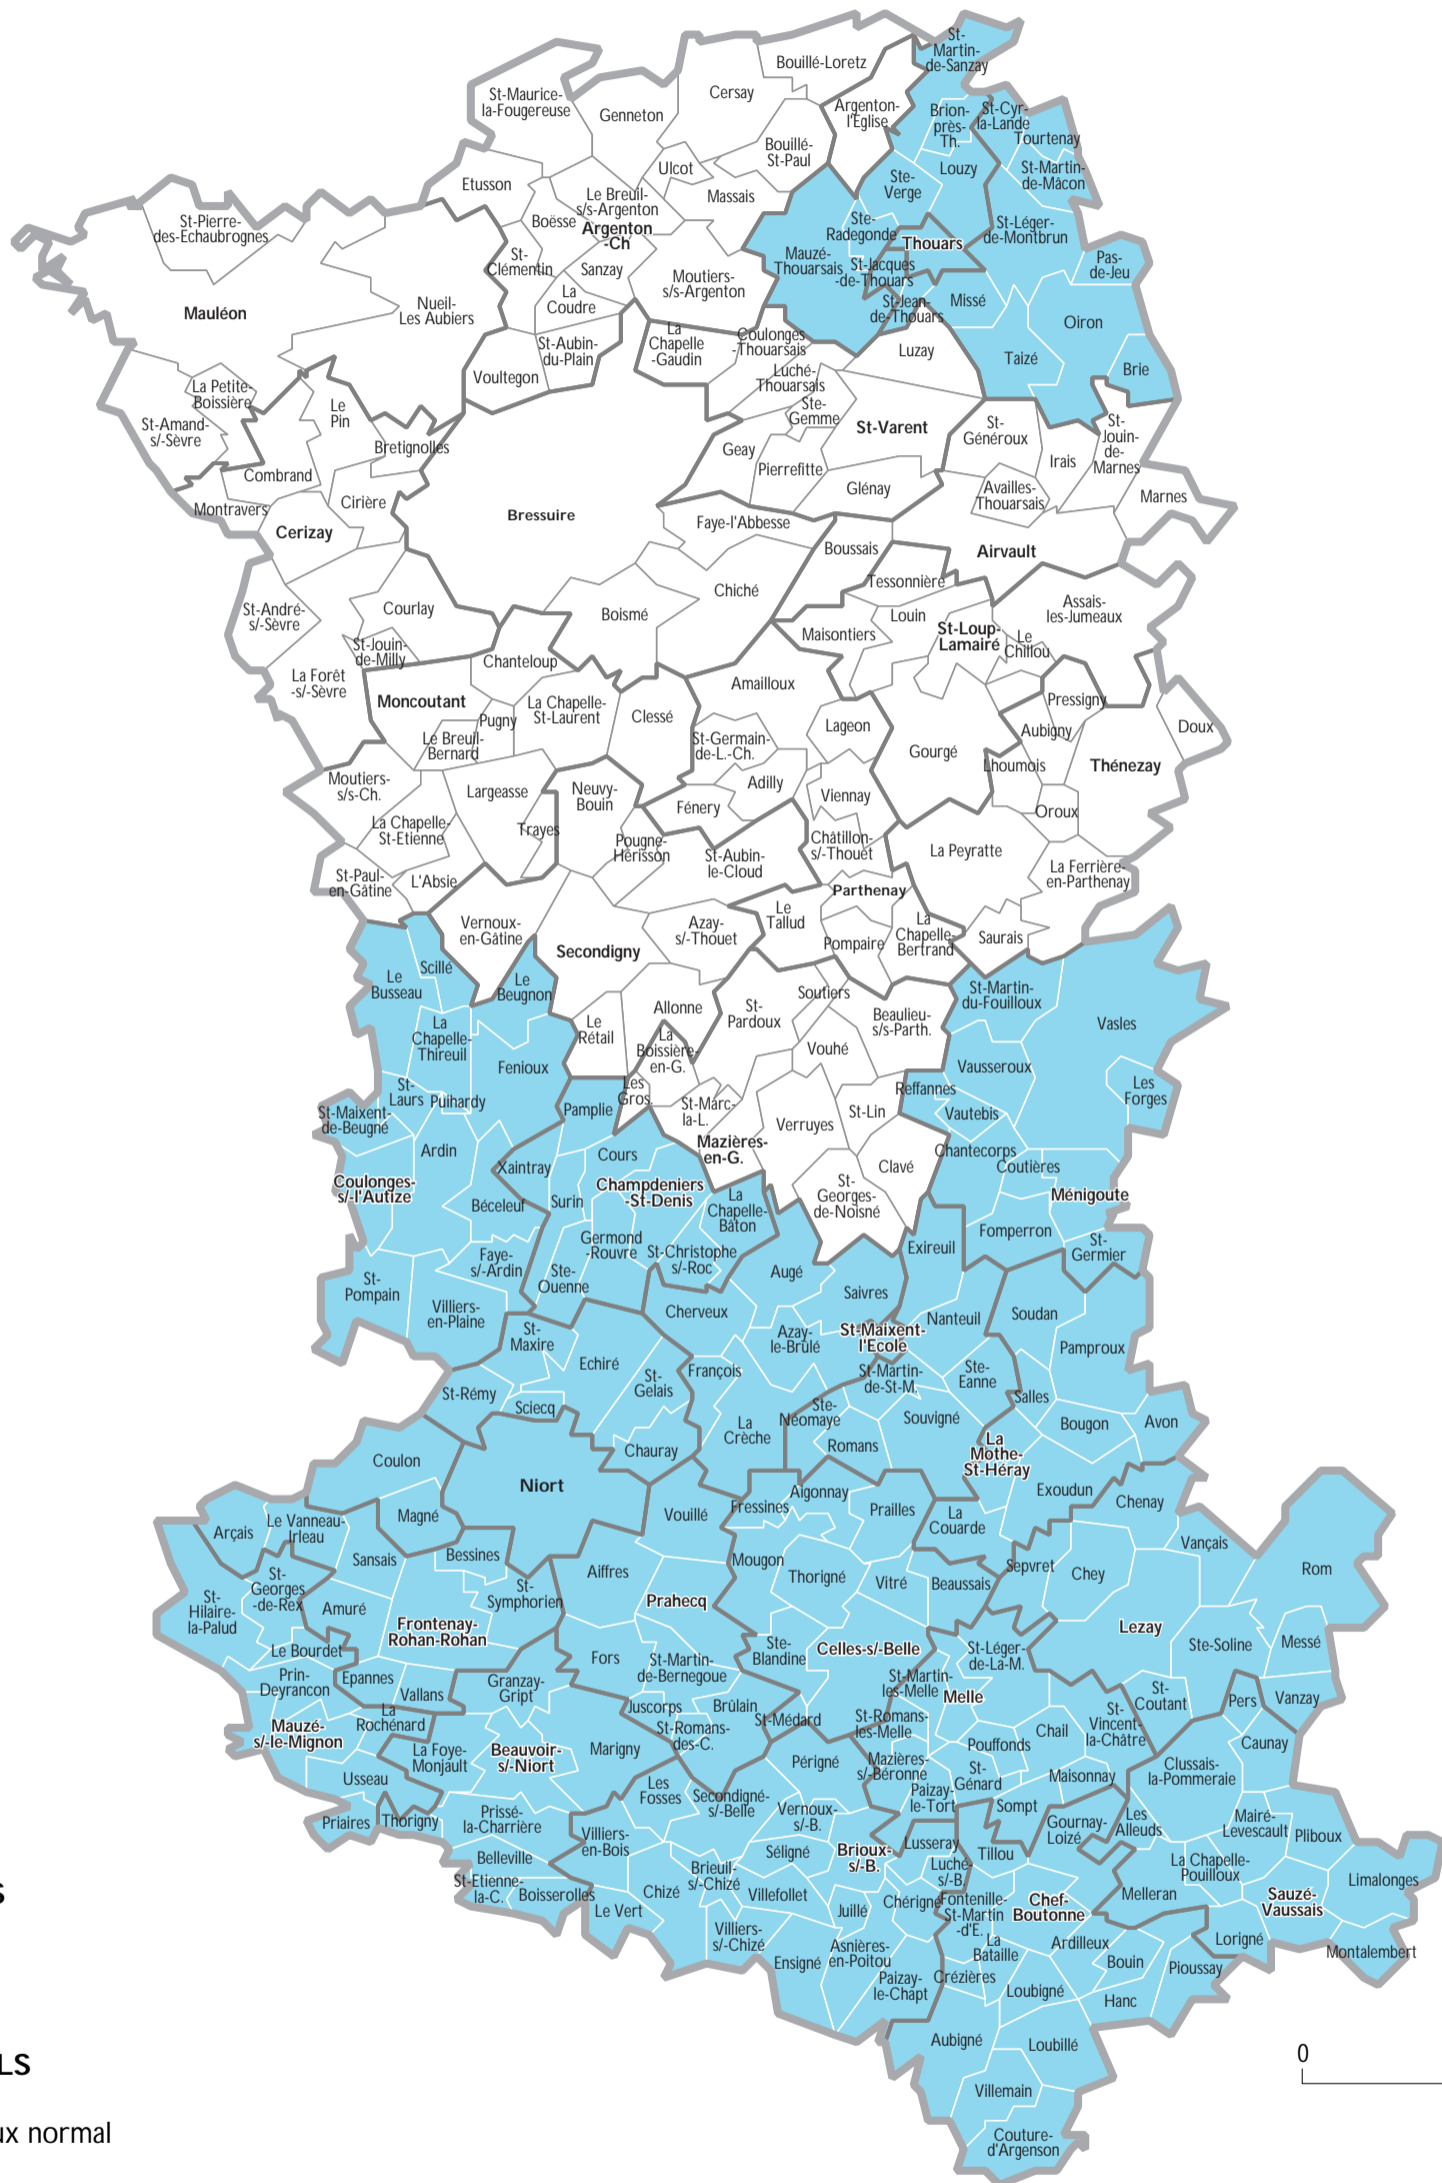 St-
Martin-
de-Sanzay
Bouillé-Loretz
St-Maurice-
la-Fougereuse
Genneton
Cersay
Argenton-
l'Eglise
Brion-
près-
Th.
St-Cyr-
la-Lande
Tourtenay
Bouillé-
St-Paul
Ulcot
Louzy
St-Martin-
de-Mâcon
Etusson
Le Breuil-
s/s-Argenton
Massais
Ste-
Verge
St-Pierre-
des-Echaubrognes
Boësse
Argenton
-Ch
Ste-
Radegonde
Thouars
St-Léger-
de-Montbrun
St-
Clémentin
Sanzay
Moutiers-
s/s-Argenton
Mauzé-
Thouarsais
St-Jacques
-de-Thouars
Pas-
de-Jeu
Mauléon
Nueil-
Les Aubiers
La
Coudre
St-Jean-
de-Thouars
Missé
Oiron
St-Aubin-
du-Plain
La
Chapelle
-Gaudin
Coulonges
-Thouarsais
Luzay
Taizé
Brie
Voultegon
Luché-
Thouarsais
La Petite-
Boissière
Le
Pin
Ste-
Gemme
St-Varent
St-
Généroux
St-
Jouin-
de-
Marnes
St-Amand-
s/-Sèvre
Bretignolles
Geay
Pierrefitte
Irais
Combrand
Cirière
Glénay
Availles-
Thouarsais
Marnes
Montravers
Cerizay
Bressuire
Faye-l'Abbesse
Boussais
Airvault
Chiché
Tessonnière
St-André-
s/-Sèvre
Courlay
Boismé
Louin
Assais-
les-Jumeaux
Maisontiers
St-Loup-
Lamairé
Le
Chillou
St-Jouin-
de-Milly
Chanteloup
La Forêt
-s/-Sèvre
Amailloux
Moncoutant
La Chapelle-
St-Laurent
Clessé
Pressigny
Pugny
Lageon
Aubigny
Doux
Le Breuil-
Bernard
St-Germain-
de-L.-Ch.
Gourgé
Lhoumois
Thénezay
Moutiers-
s/s-Ch.
Largeasse
Neuvy-
Bouin
Adilly
Viennay
Fénery
Oroux
La Chapelle-
St-Etienne
Trayes
Pougne-
Hérisson
St-Aubin-
le-Cloud
Châtillon-
s/-Thouet
La Peyratte
La Ferrière-
en-Parthenay
St-Paul-
en-Gâtine
L'Absie
Parthenay
Vernoux-
en-Gâtine
Azay-
s/-Thouet
Le
Tallud
La
Chapelle-
Bertrand
Secondigny
Pompaire
Saurais
Le
Busseau
Scillé
Le
Beugnon
Allonne
St-
Pardoux
Soutiers
St-Martin-
du-Fouilloux
Beaulieu-
s/s-Parth.
Vasles
La
Chapelle-
Thireuil
Le
Rétail
La
Boissière-
en-G.
Vouhé
Fenioux
Vausseroux
St-
Laurs
Puihardy
Les
Gros.
Reffannes
Les
Forges
St-Maixent-
de-Beugné
Pamplie
St-Marc-
la-L.
Verruyes
St-Lin
Vautebis
Ardin
Cours
Mazières-
en-G.
Chantecorps
Coutières
Xaintray
Clavé
Coulonges-
s/-l'Autize
Champdeniers
-St-Denis
St-
Georges-
de-Noisné
Ménigoute
Béceleuf
Surin
La
Chapelle-
Bâton
Fomperron
Germond
-Rouvre
St-Christophe
s/-Roc
Exireuil
St-
Germier
Faye-
s/-Ardin
Ste-
Ouenne
Augé
St-
Pompain
Saivres
Villiers-
en-Plaine
Cherveux
Nanteuil
Soudan
St-
Maxire
Azay-
le-Brûlé
St-Maixent-
l'Ecole
Pamproux
Echiré
François
St-
Gelais
St-Martin-
de-St-M.
Ste-
Eanne
St-Rémy
Salles
Sciecq
La
Crèche
Ste-
Néomaye
Souvigné
Bougon
Avon
Chauray
Romans
La
Mothe-
St-Héray
Coulon
Niort
Aigonnay
Exoudun
Chenay
Arçais
Le Vanneau-
Irleau
Magné
Vouillé
Fressines
Prailles
La
Couarde
Vançais
Sansais
Bessines
Mougon
Rom
St-
Hilaire-
la-Palud
St-
Georges
-de-Rex
Aiffres
Thorigné
Vitré
Beaussais
Sepvret
Chey
Amuré
St-
Symphorien
Prahecq
Frontenay-
Rohan-Rohan
Lezay
Le Bourdet
Fors
Ste-
Blandine
Celles-s/-Belle
St-Léger-
de-La-M.
Ste-Soline
Messé
Prin-
Deyrancon
Epannes
Vallans
Granzay-
Gript
St-Martin-
de-Bernegoue
St-Martin-
les-Melle
Melle
St-
Coutant
Pers
Vanzay
Mauzé-
s/-le-Mignon
La
Rochénard
Juscorps
Brûlain
St-Médard
St-Romans-
les-Melle
St-
Vincent-
la-Châtre
St-Romans-
des-C.
Chail
Caunay
La Foye-
Monjault
Beauvoir-
s/-Niort
Marigny
Pouffonds
Périgné
Mazières-
s/-Béronne
St-
Génard
Clussais-
la-Pommeraie
Usseau
Les
Fosses
Secondigné-
s/-Belle
Paizay-
le-Tort
Maisonnay
Vernoux-
s/-B.
Sompt
Priaires
Thorigny
Prissé-
la-Charrière
Gournay-
Loizé
Les
Alleuds
Mairé-
Levescault
Pliboux
Villiers-
en-Bois
Lusseray
Belleville
Séligné
Brioux-
s/-B.
Tillou
La Chapelle-
Pouilloux
St-Etienne-
la-C.
Boisserolles
Brieuil-
s/-Chizé
Luché-
s/-B.
Limalonges
Chizé
Villefollet
Chérigné
Melleran
Sauzé-
Vaussais
Le Vert
Juillé
Fontenille-
St-Martin
-d'E.
Chef-
Boutonne
Villiers-
s/-Chizé
Lorigné
Montalembert
Ensigné
Asnières-
en-Poitou
La
Bataille
Ardilleux
Bouin
Pioussay
Paizay-
le-Chapt
Crézières
Loubigné
Hanc
Aubigné
Loubillé
Villemain
Couture-
d'Argenson
0
S
LS
ux normal